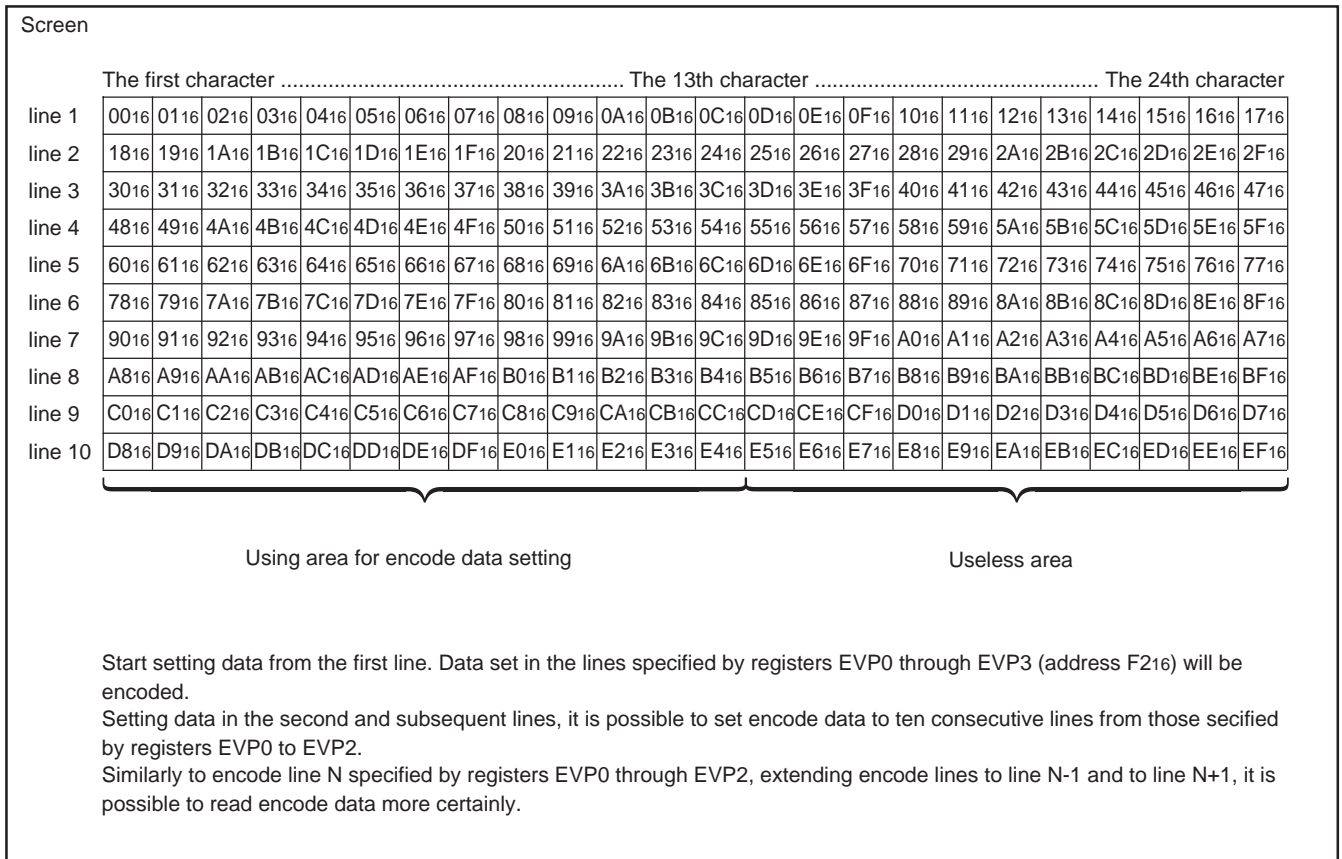 Screen
The first character ............................................................ The 13th character ................................................. The 24th character
line 1 0016 0116 0216 0316 0416 0516 0616 0716 0816 0916 0A16 0B16 0C16 0D16 0E16 0F16 1016 1116 1216 1316 1416 1516 1616 1716
line 2 1816 1916 1A16 1B16 1C16 1D16 1E16 1F16 2016 2116 2216 2316 2416 2516 2616 2716 2816 2916 2A16 2B16 2C16 2D16 2E16 2F16
line 3 3016 3116 3216 3316 3416 3516 3616 3716 3816 3916 3A16 3B16 3C16 3D16 3E16 3F16 4016 4116 4216 4316 4416 4516 4616 4716
line 4 4816 4916 4A16 4B16 4C16 4D16 4E16 4F16 5016 5116 5216 5316 5416 5516 5616 5716 5816 5916 5A16 5B16 5C16 5D16 5E16 5F16
line 5 6016 6116 6216 6316 6416 6516 6616 6716 6816 6916 6A16 6B16 6C16 6D16 6E16 6F16 7016 7116 7216 7316 7416 7516 7616 7716
line 6 7816 7916 7A16 7B16 7C16 7D16 7E16 7F16 8016 8116 8216 8316 8416 8516 8616 8716 8816 8916 8A16 8B16 8C16 8D16 8E16 8F16
line 7 9016 9116 9216 9316 9416 9516 9616 9716 9816 9916 9A16 9B16 9C16 9D16 9E16 9F16 A016 A116 A216 A316 A416 A516 A616 A716
line 8 A816 A916 AA16 AB16 AC16 AD16 AE16 AF16 B016 B116 B216 B316 B416 B516 B616 B716 B816 B916 BA16 BB16 BC16 BD16 BE16 BF16
line 9 C016 C116 C216 C316 C416 C516 C616 C716 C816 C916 CA16 CB16 CC16 CD16 CE16 CF16 D016 D116 D216 D316 D416 D516 D616 D716
line 10 D816 D916 DA16 DB16 DC16 DD16 DE16 DF16 E016 E116 E216 E316 E416 E516 E616 E716 E816 E916 EA16 EB16 EC16 ED16 EE16 EF16
Using area for encode data setting Useless area
Start setting data from the first line. Data set in the lines specified by registers EVP0 through EVP3 (address F216) will be
encoded.
Setting data in the second and subsequent lines, it is possible to set encode data to ten consecutive lines from those secified
by registers EVP0 to EVP2.
Similarly to encode line N specified by registers EVP0 through EVP2, extending encode lines to line N-1 and to line N+1, it is
possible to read encode data more certainly.